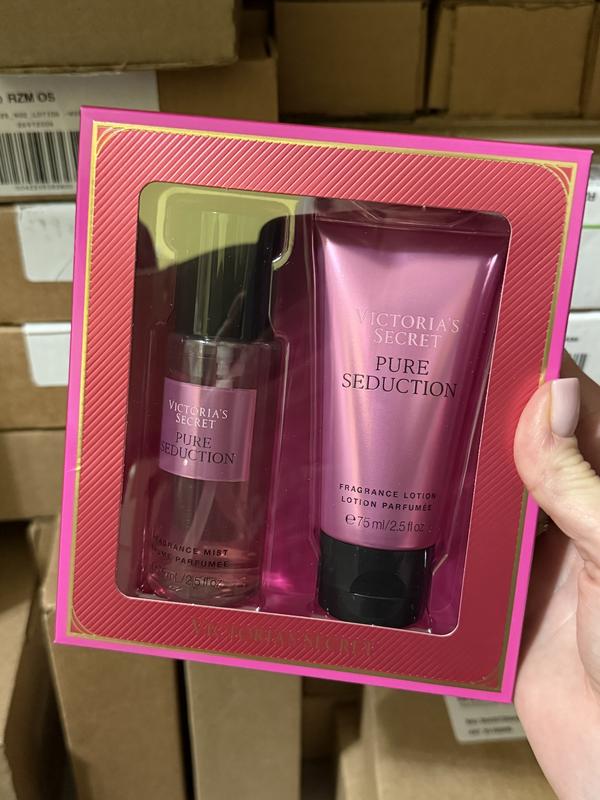 RZM OS
VICTORIA'S
SECRET
PURE
SEDUCTION
FRAGRANCE MIST
PARFUMÉE
/2.5 fl oz
VICTORIA'S
SECRET
PURE
SEDUCTION
FRAGRANCE LOTION
LOTION PARFUMÉE
℮75 ml/2.5 fl oz
VICTORIA'S SECRET